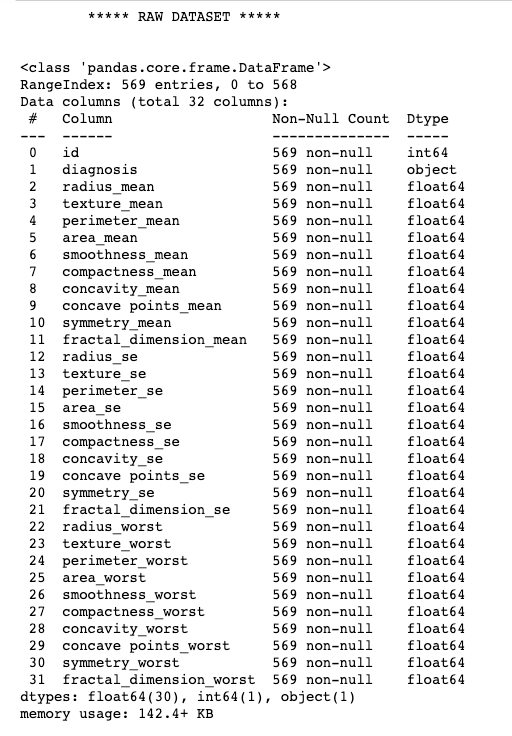 ***** RAW DATASET *****
<class 'pandas.core.frame.DataFrame'>
RangeIndex: 569 entries, 0 to 568
Data columns (total 32 columns):
 #   Column                   Non-Null Count  Dtype
---  ------                   --------------  -----
 0   id                       569 non-null    int64
 1   diagnosis                569 non-null    object
 2   radius_mean              569 non-null    float64
 3   texture_mean             569 non-null    float64
 4   perimeter_mean           569 non-null    float64
 5   area_mean                569 non-null    float64
 6   smoothness_mean          569 non-null    float64
 7   compactness_mean         569 non-null    float64
 8   concavity_mean           569 non-null    float64
 9   concave points_mean      569 non-null    float64
 10  symmetry_mean            569 non-null    float64
 11  fractal_dimension_mean   569 non-null    float64
 12  radius_se                569 non-null    float64
 13  texture_se               569 non-null    float64
 14  perimeter_se             569 non-null    float64
 15  area_se                  569 non-null    float64
 16  smoothness_se            569 non-null    float64
 17  compactness_se           569 non-null    float64
 18  concavity_se             569 non-null    float64
 19  concave points_se        569 non-null    float64
 20  symmetry_se              569 non-null    float64
 21  fractal_dimension_se     569 non-null    float64
 22  radius_worst             569 non-null    float64
 23  texture_worst            569 non-null    float64
 24  perimeter_worst          569 non-null    float64
 25  area_worst               569 non-null    float64
 26  smoothness_worst         569 non-null    float64
 27  compactness_worst        569 non-null    float64
 28  concavity_worst          569 non-null    float64
 29  concave points_worst     569 non-null    float64
 30  symmetry_worst           569 non-null    float64
 31  fractal_dimension_worst  569 non-null    float64
dtypes: float64(30), int64(1), object(1)
memory usage: 142.4+ KB